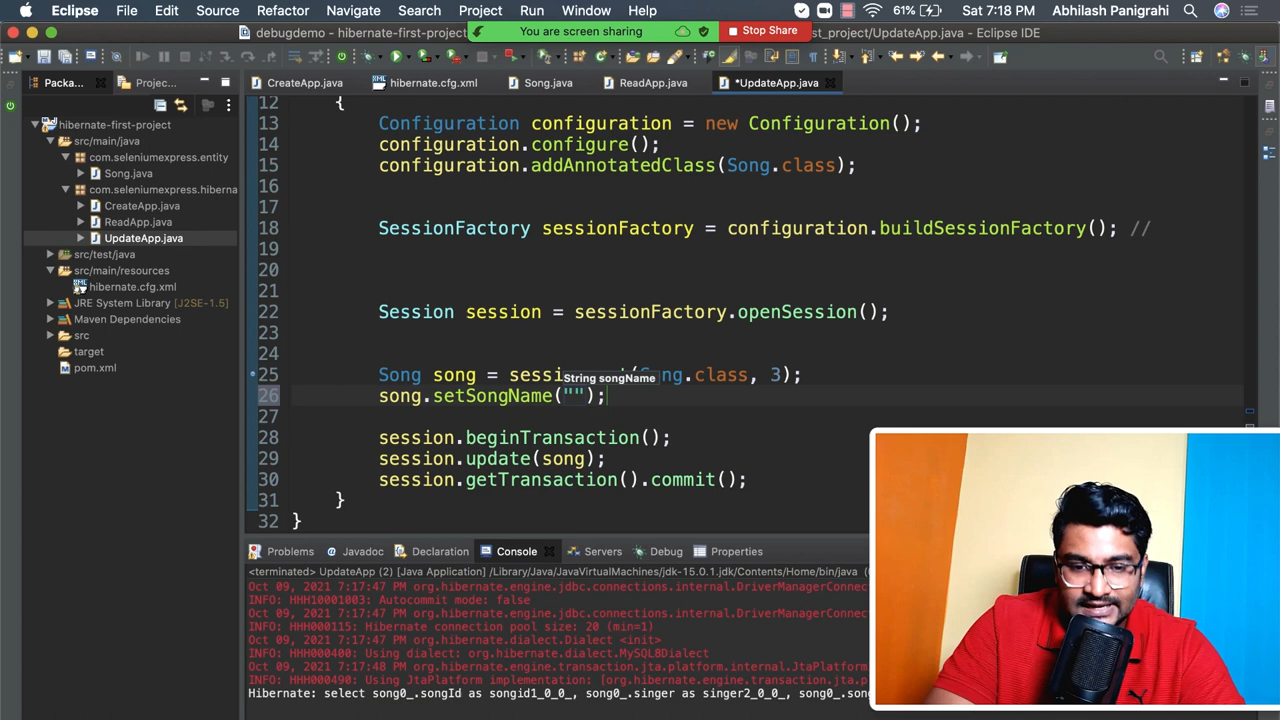 Eclipse File Edit Source Refactor Navigate Search Project Run Window Help 61% Sat 7:18 PM Abhilash Panigrahi
debugdemo - hibernate-first-project
You are screen sharing
Stop Share
st_project/UpdateApp.java - Eclipse IDE
Packa... Projec...
CreateApp.java hibernate.cfg.xml Song.java ReadApp.java *UpdateApp.java
hibernate-first-project
src/main/java
com.seleniumexpress.entity
Song.java
com.seleniumexpress.hiberna
CreateApp.java
ReadApp.java
UpdateApp.java
src/test/java
src/main/resources
hibernate.cfg.xml
JRE System Library [J2SE-1.5]
Maven Dependencies
src
target
pom.xml
12 {
13 Configuration configuration = new Configuration();
14 configuration.configure();
15 configuration.addAnnotatedClass(Song.class);
16
17
18 SessionFactory sessionFactory = configuration.buildSessionFactory(); //
19
20
21
22 Session session = sessionFactory.openSession();
23
24
25 Song song = sessi ng.class, 3);
String songName
26 song.setSongName("");
27
28 session.beginTransaction();
29 session.update(song);
30 session.getTransaction().commit();
31 }
32 }
Problems Javadoc Declaration Console Servers Debug Properties
<terminated> UpdateApp (2) [Java Application] /Library/Java/JavaVirtualMachines/jdk-15.0.1.jdk/Contents/Home/bin/java
Oct 09, 2021 7:17:47 PM org.hibernate.engine.jdbc.connections.internal.DriverManagerConnec
INFO: HHH10001003: Autocommit mode: false
Oct 09, 2021 7:17:47 PM org.hibernate.engine.jdbc.connections.internal.DriverManagerConnec
INFO: HHH000115: Hibernate connection pool size: 20 (min=1)
Oct 09, 2021 7:17:47 PM org.hibernate.dialect.Dialect <init>
INFO: HHH000400: Using dialect: org.hibernate.dialect.MySQL8Dialect
Oct 09, 2021 7:17:48 PM org.hibernate.engine.transaction.jta.platform.internal.JtaPlatform
INFO: HHH000490: Using JtaPlatform implementation: [org.hibernate.engine.transaction.jta.p
Hibernate: select song0_.songId as songid1_0_0_, song0_.singer as singer2_0_0_, song0_.son